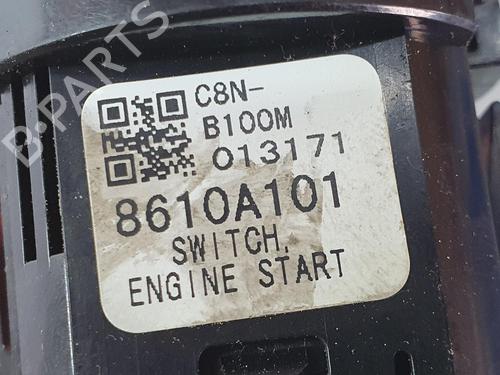 B-PARTS
C8N-
B100M
013171
8610A101
SWITCH,
ENGINE START